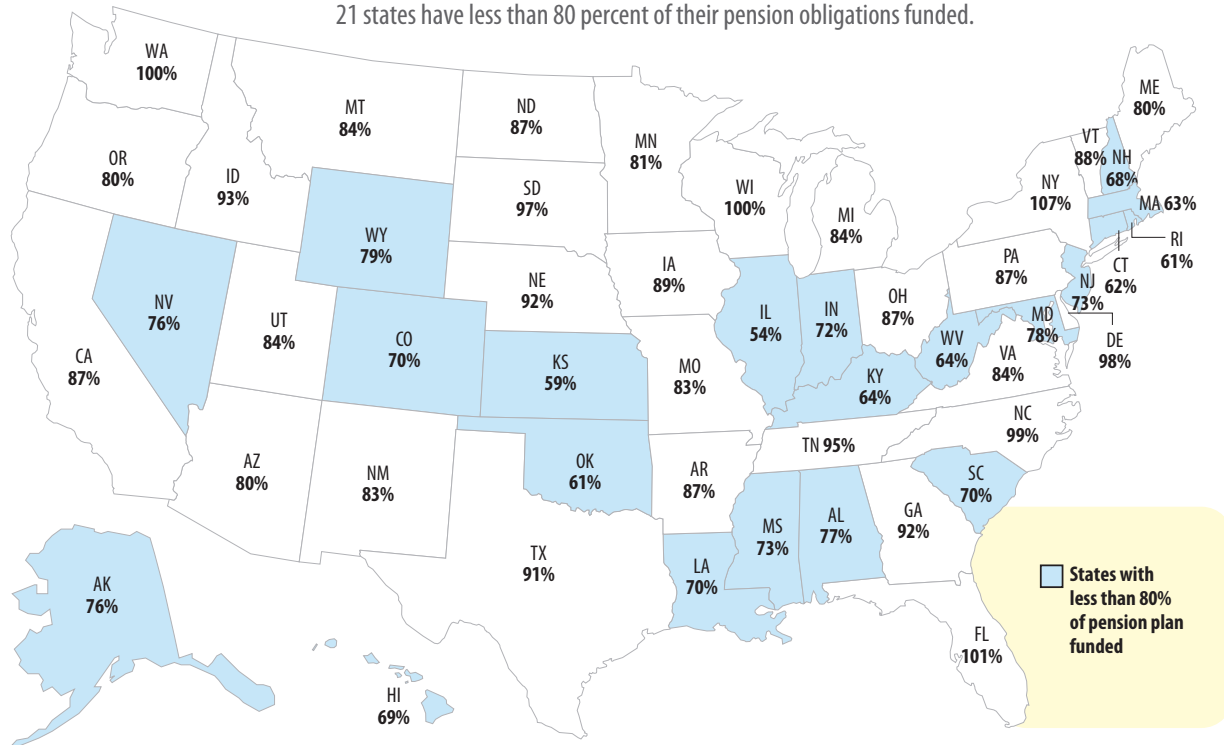 21 states have less than 80 percent of their pension obligations funded.
WA
100%
MT
84%
ND
87%
MN
81%
ME
80%
VT
88%
NH
68%
OR
80%
ID
93%
SD
97%
WI
100%
MI
84%
NY
107%
MA 63%
RI
61%
CT
62%
WY
79%
IA
89%
PA
87%
NJ
73%
NE
92%
IL
54%
IN
72%
OH
87%
MD
78%
DE
98%
NV
76%
UT
84%
CO
70%
KS
59%
MO
83%
WV
64%
VA
84%
CA
87%
KY
64%
NC
99%
TN 95%
AZ
80%
NM
83%
OK
61%
AR
87%
SC
70%
MS
73%
AL
77%
GA
92%
TX
91%
LA
70%
AK
76%
States with
less than 80%
of pension plan
funded
FL
101%
HI
69%